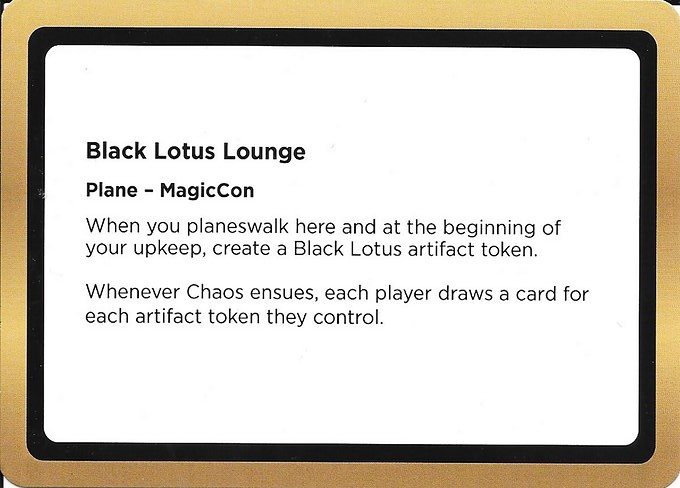 Black Lotus Lounge
Plane – MagicCon
When you planeswalk here and at the beginning of
your upkeep, create a Black Lotus artifact token.
Whenever Chaos ensues, each player draws a card for
each artifact token they control.